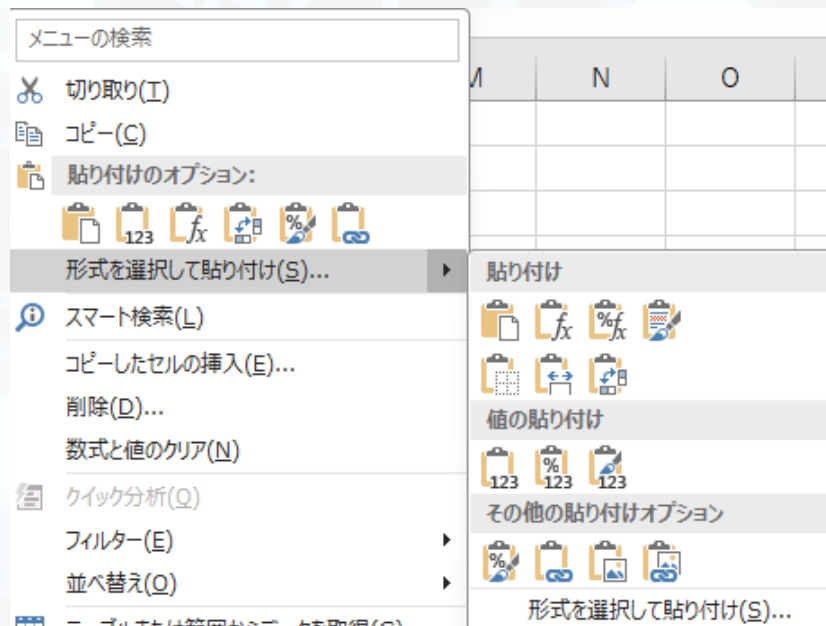 メニューの検索
M N O
切り取り(T)
コピー(C)
貼り付けのオプション:
123 fx %
形式を選択して貼り付け(S)...
スマート検索(L)
コピーしたセルの挿入(E)...
削除(D)...
数式と値のクリア(N)
クイック分析(Q)
フィルター(E)
並べ替え(O)
貼り付け
fx %fx
値の貼り付け
123 %123 123
その他の貼り付けオプション
%
形式を選択して貼り付け(S)...